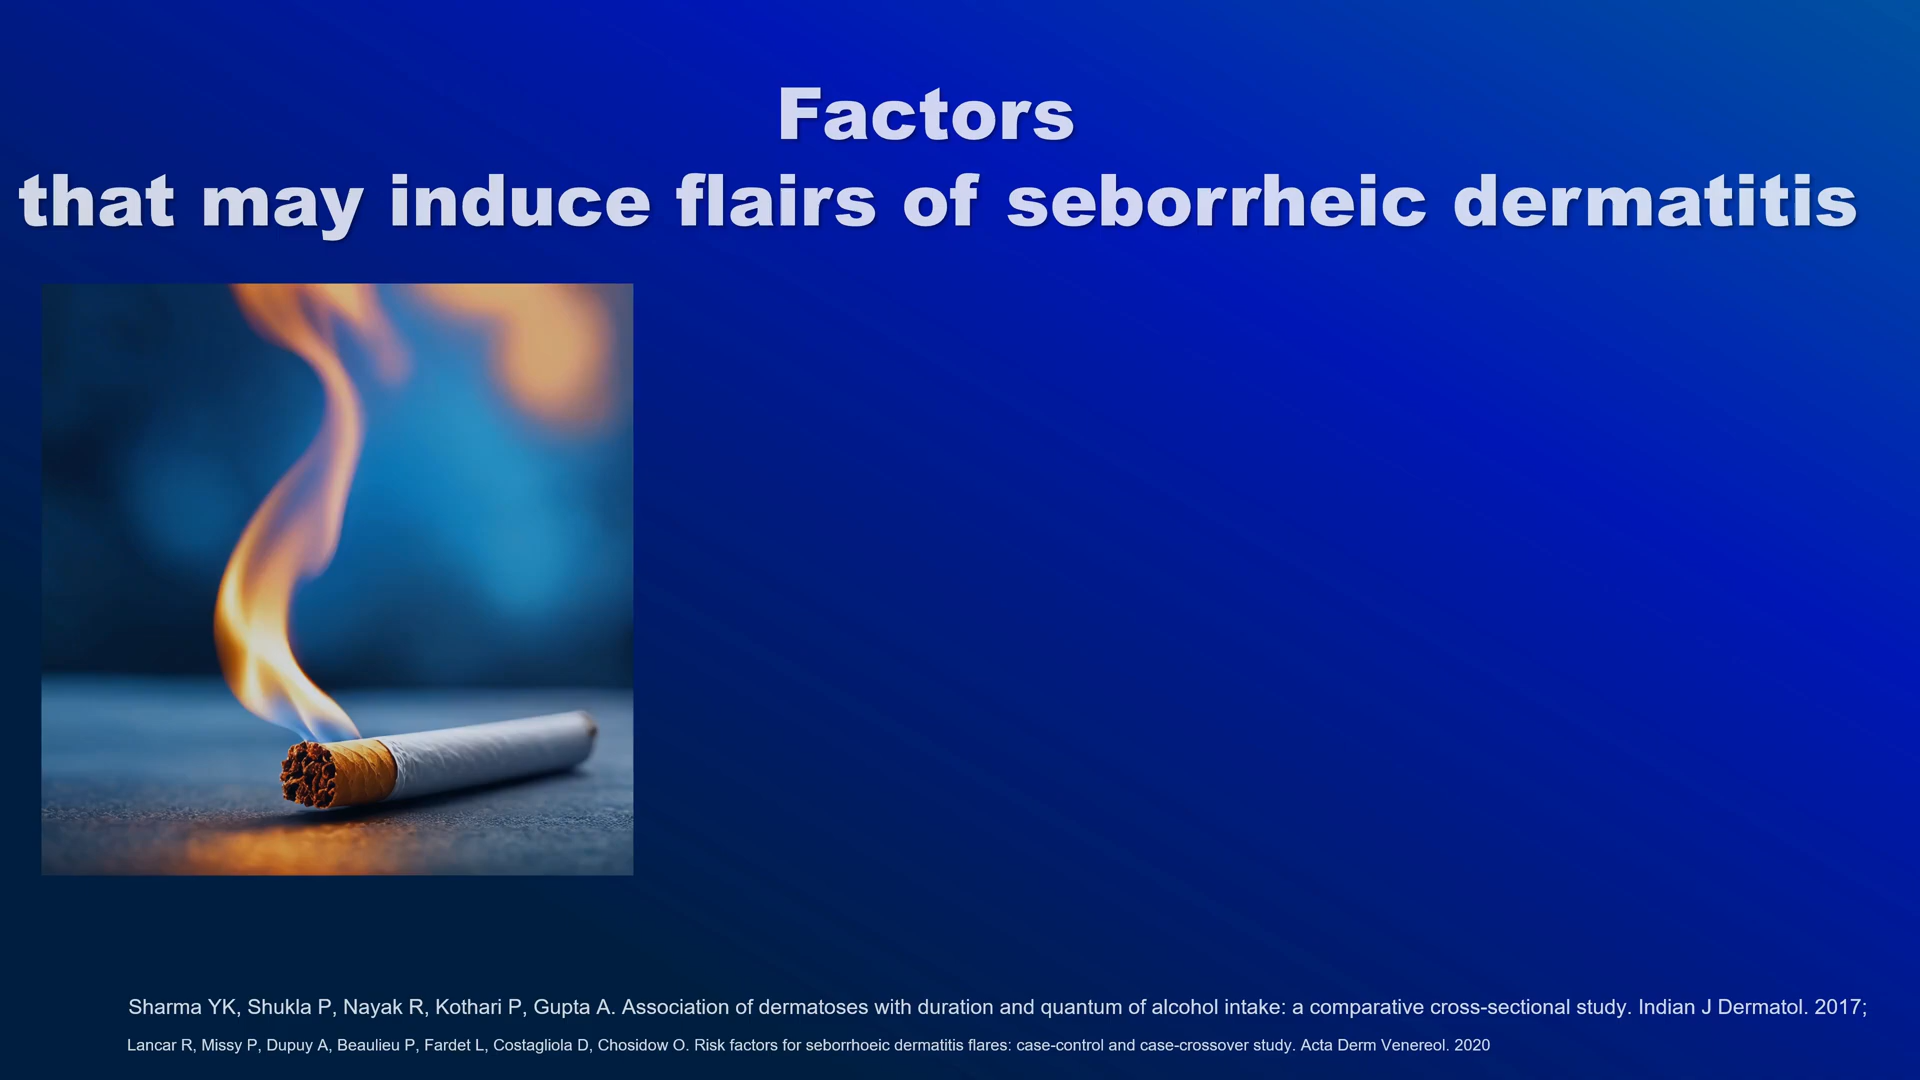 Factors
that may induce flairs of seborrheic dermatitis
Sharma YK, Shukla P, Nayak R, Kothari P, Gupta A. Association of dermatoses with duration and quantum of alcohol intake: a comparative cross-sectional study. Indian J Dermatol. 2017;
Lancar R, Missy P, Dupuy A, Beaulieu P, Fardet L, Costagliola D, Chosidow O. Risk factors for seborrhoeic dermatitis flares: case-control and case-crossover study. Acta Derm Venereol. 2020